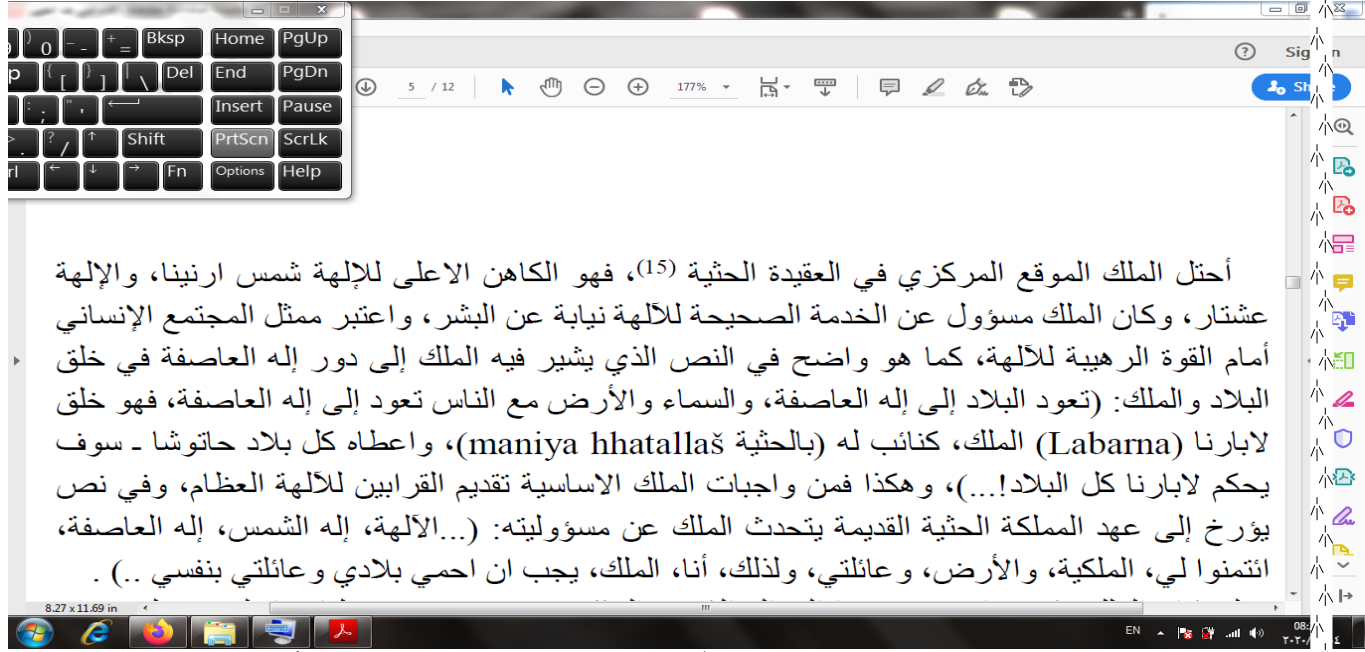 0 - _ + = Bksp Home PgUp
{ [ } ] | \ Del End PgDn
: ; " , Insert Pause
? / Shift PrtScn ScrLk
Fn Options Help
5 / 12
177%
أحتل الملك الموقع المركزي في العقيدة الحثية (15)، فهو الكاهن الاعلى للإلهة شمس ارنينا، والإلهة
عشتار، وكان الملك مسؤول عن الخدمة الصحيحة للآلهة نيابة عن البشر، واعتبر ممثل المجتمع الإنساني
أمام القوة الرهيبة للآلهة، كما هو واضح في النص الذي يشير فيه الملك إلى دور إله العاصفة في خلق
البلاد والملك: (تعود البلاد إلى إله العاصفة، والسماء والأرض مع الناس تعود إلى إله العاصفة، فهو خلق
لابارنا (Labarna) الملك، كنائب له (بالحثية maniya hhatallaš)، واعطاه كل بلاد حاتوشا ـ سوف
يحكم لابارنا كل البلاد!...)، وهكذا فمن واجبات الملك الاساسية تقديم القرابين للآلهة العظام، وفي نص
يؤرخ إلى عهد المملكة الحثية القديمة يتحدث الملك عن مسؤوليته: (...الآلهة، إله الشمس، إله العاصفة،
ائتمنوا لي، الملكية، والأرض، وعائلتي، ولذلك، أنا، الملك، يجب ان احمي بلادي وعائلتي بنفسي ..) .
8.27 x 11.69 in
EN